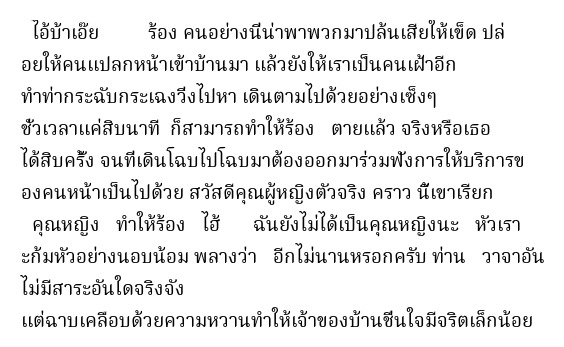 ไอ้บ้าเอ๊ย ร้อง คนอย่างนี้น่าพาพวกมาปล้นเสียให้เข็ด ปล่
อยให้คนแปลกหน้าเข้าบ้านมา แล้วยังให้เราเป็นคนเฝ้าอีก
ทำท่ากระฉับกระเฉงวิ่งไปหา เดินตามไปด้วยอย่างเซ็งๆ
ชั่วเวลาแค่สิบนาที ก็สามารถทำให้ร้อง ตายแล้ว จริงหรือเธอ
ได้สิบครั้ง จนที่เดินโฉบไปโฉบมาต้องออกมาร่วมฟังการให้บริการข
องคนหน้าเป็นไปด้วย สวัสดีคุณผู้หญิงตัวจริง คราว นี้เขาเรียก
คุณหญิง ทำให้ร้อง ไฮ้ ฉันยังไม่ได้เป็นคุณหญิงนะ หัวเรา
ะก้มหัวอย่างนอบน้อม พลางว่า อีกไม่นานหรอกครับ ท่าน วาจาอัน
ไม่มีสาระอันใดจริงจัง
แต่ฉาบเคลือบด้วยความหวานทำให้เจ้าของบ้านชื่นใจมีจริตเล็กน้อย